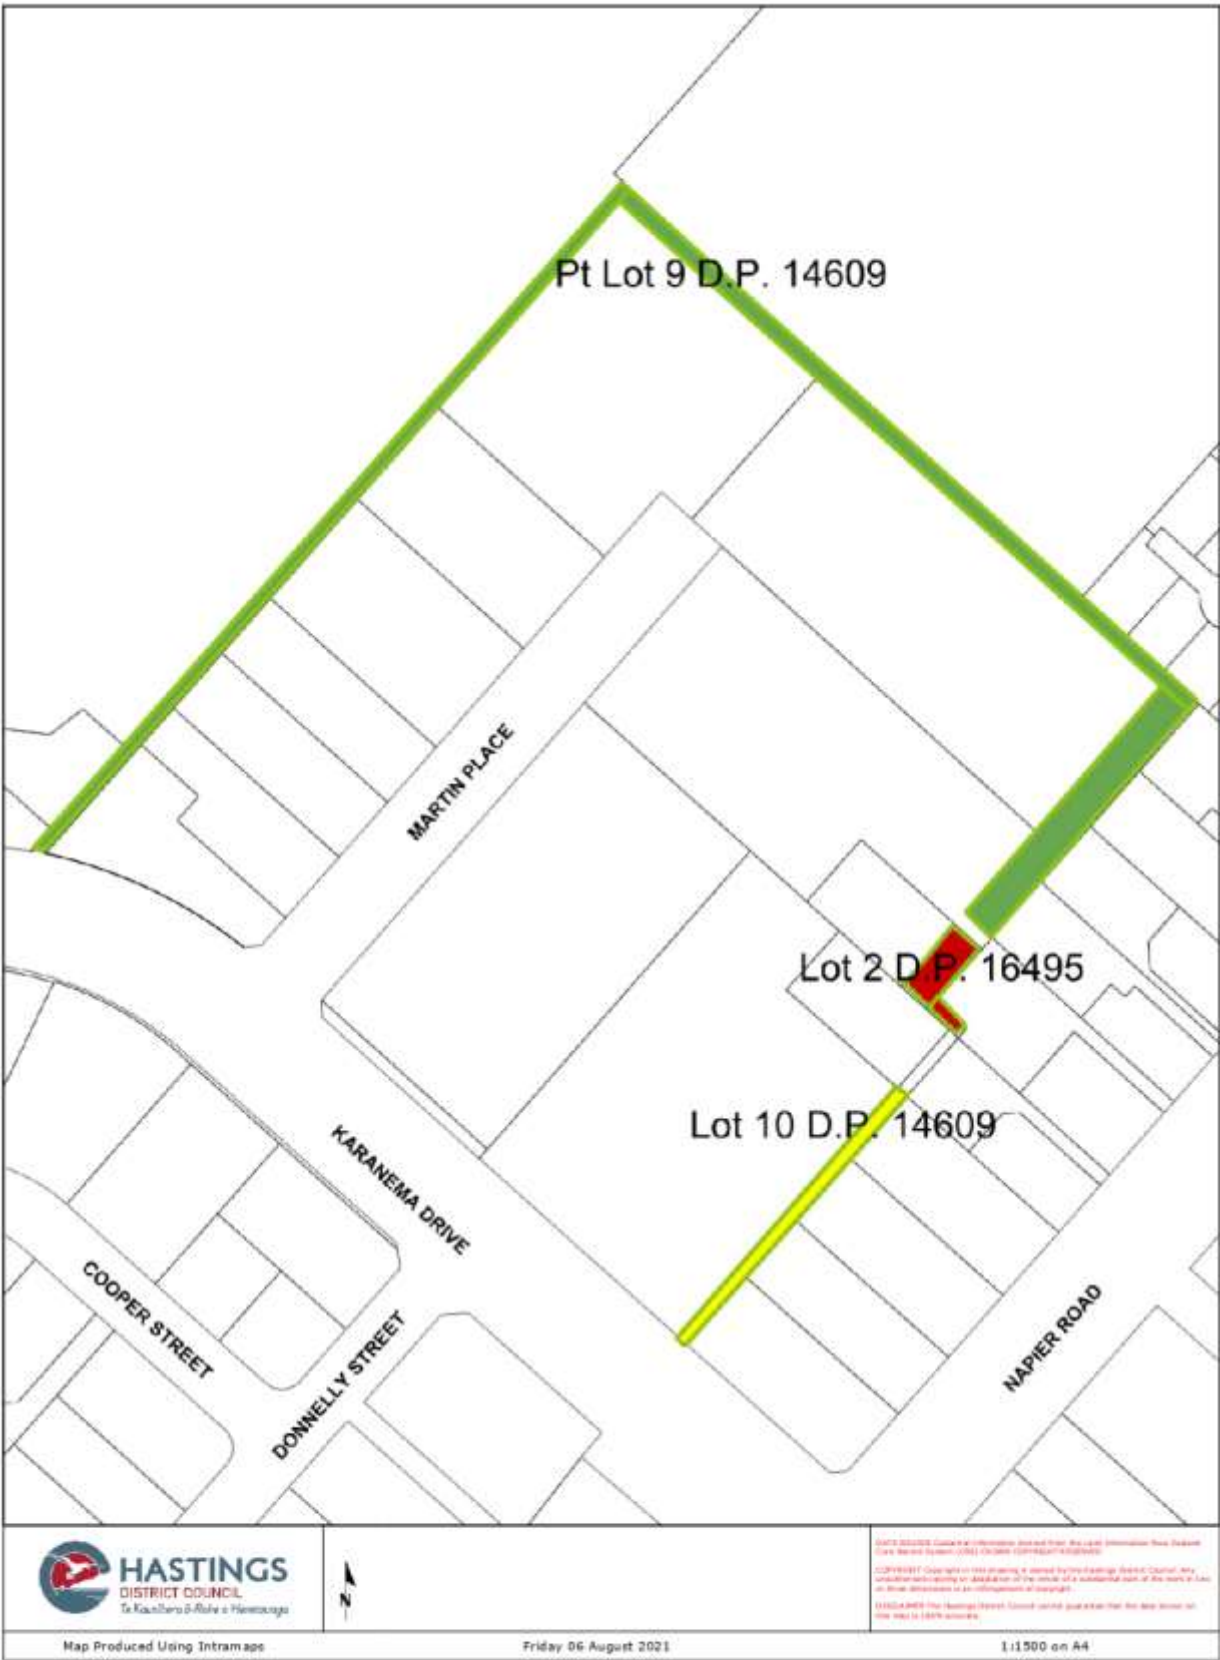 Pt Lot 9 D.P. 14609
MARTIN PLACE
Lot 2 D.P. 16495
Lot 10 D.P. 14609
KARANEMA DRIVE
COOPER STREET
DONNELLY STREET
NAPIER ROAD
HASTINGS
DISTRICT COUNCIL
N
Map Produced Using Intramaps
Friday 06 August 2021
1:1500 on A4